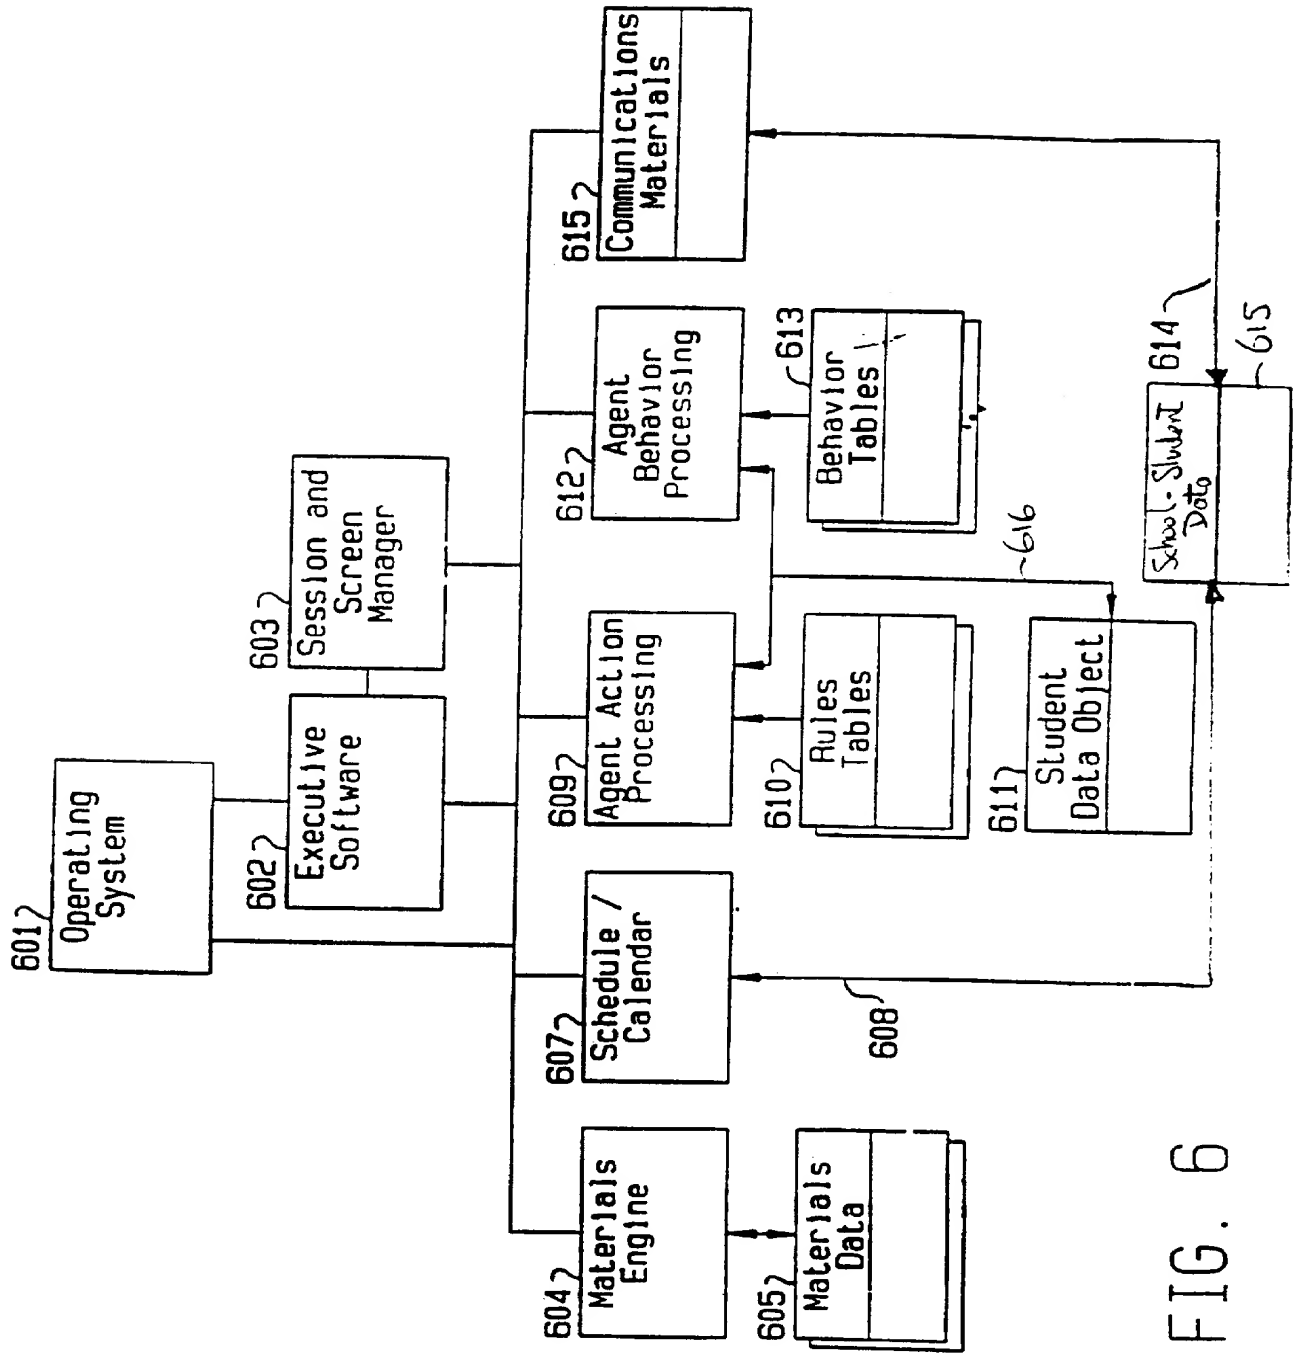 601
Operating
System
602
Executive
Software
603
Session and
Screen
Manager
604
Materials
Engine
607
Schedule /
Calendar
609
Agent Action
Processing
612
Agent
Behavior
Processing
615
Communications
Materials
605
Materials
Data
608
610
Rules
Tables
613
Behavior
Tables
611
Student
Data Object
616
614
School-Student
Data
615
FIG. 6